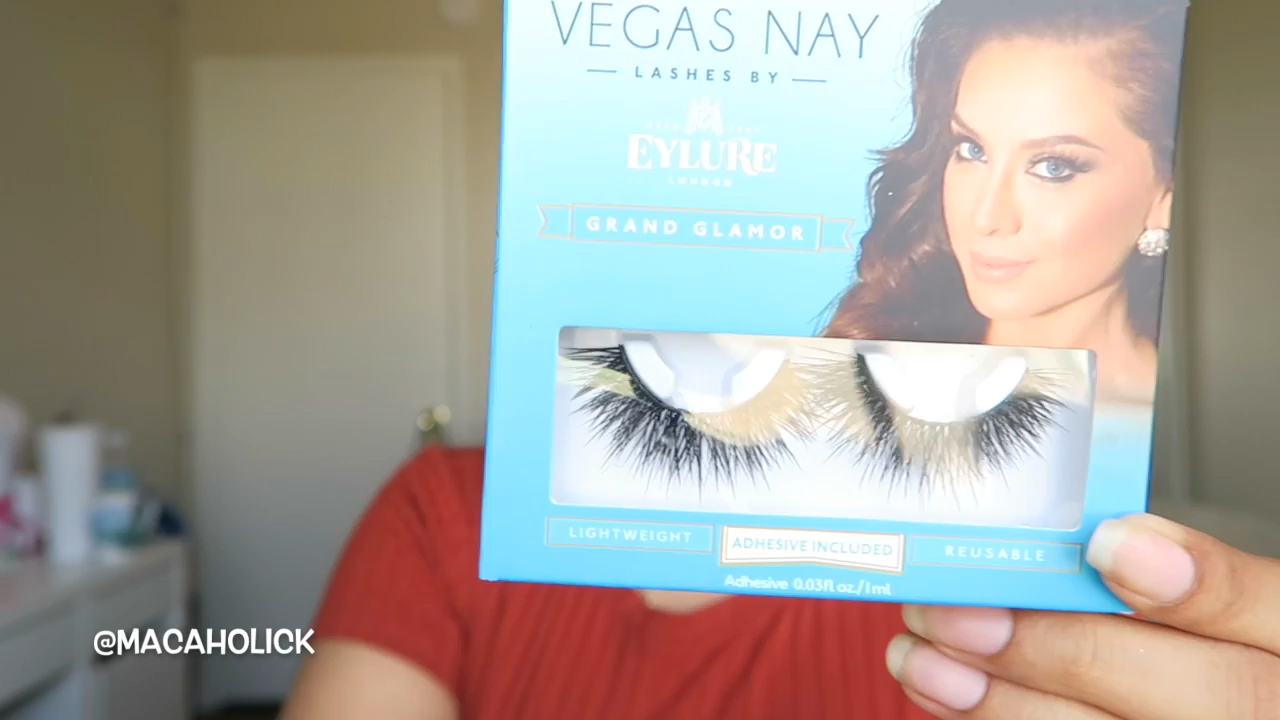 VEGAS NAY
LASHES BY
EYLURE
LONDON
GRAND GLAMOR
LIGHTWEIGHT
ADHESIVE INCLUDED
REUSABLE
Adhesive 0.03fl oz./1ml
@MACAHOLICK